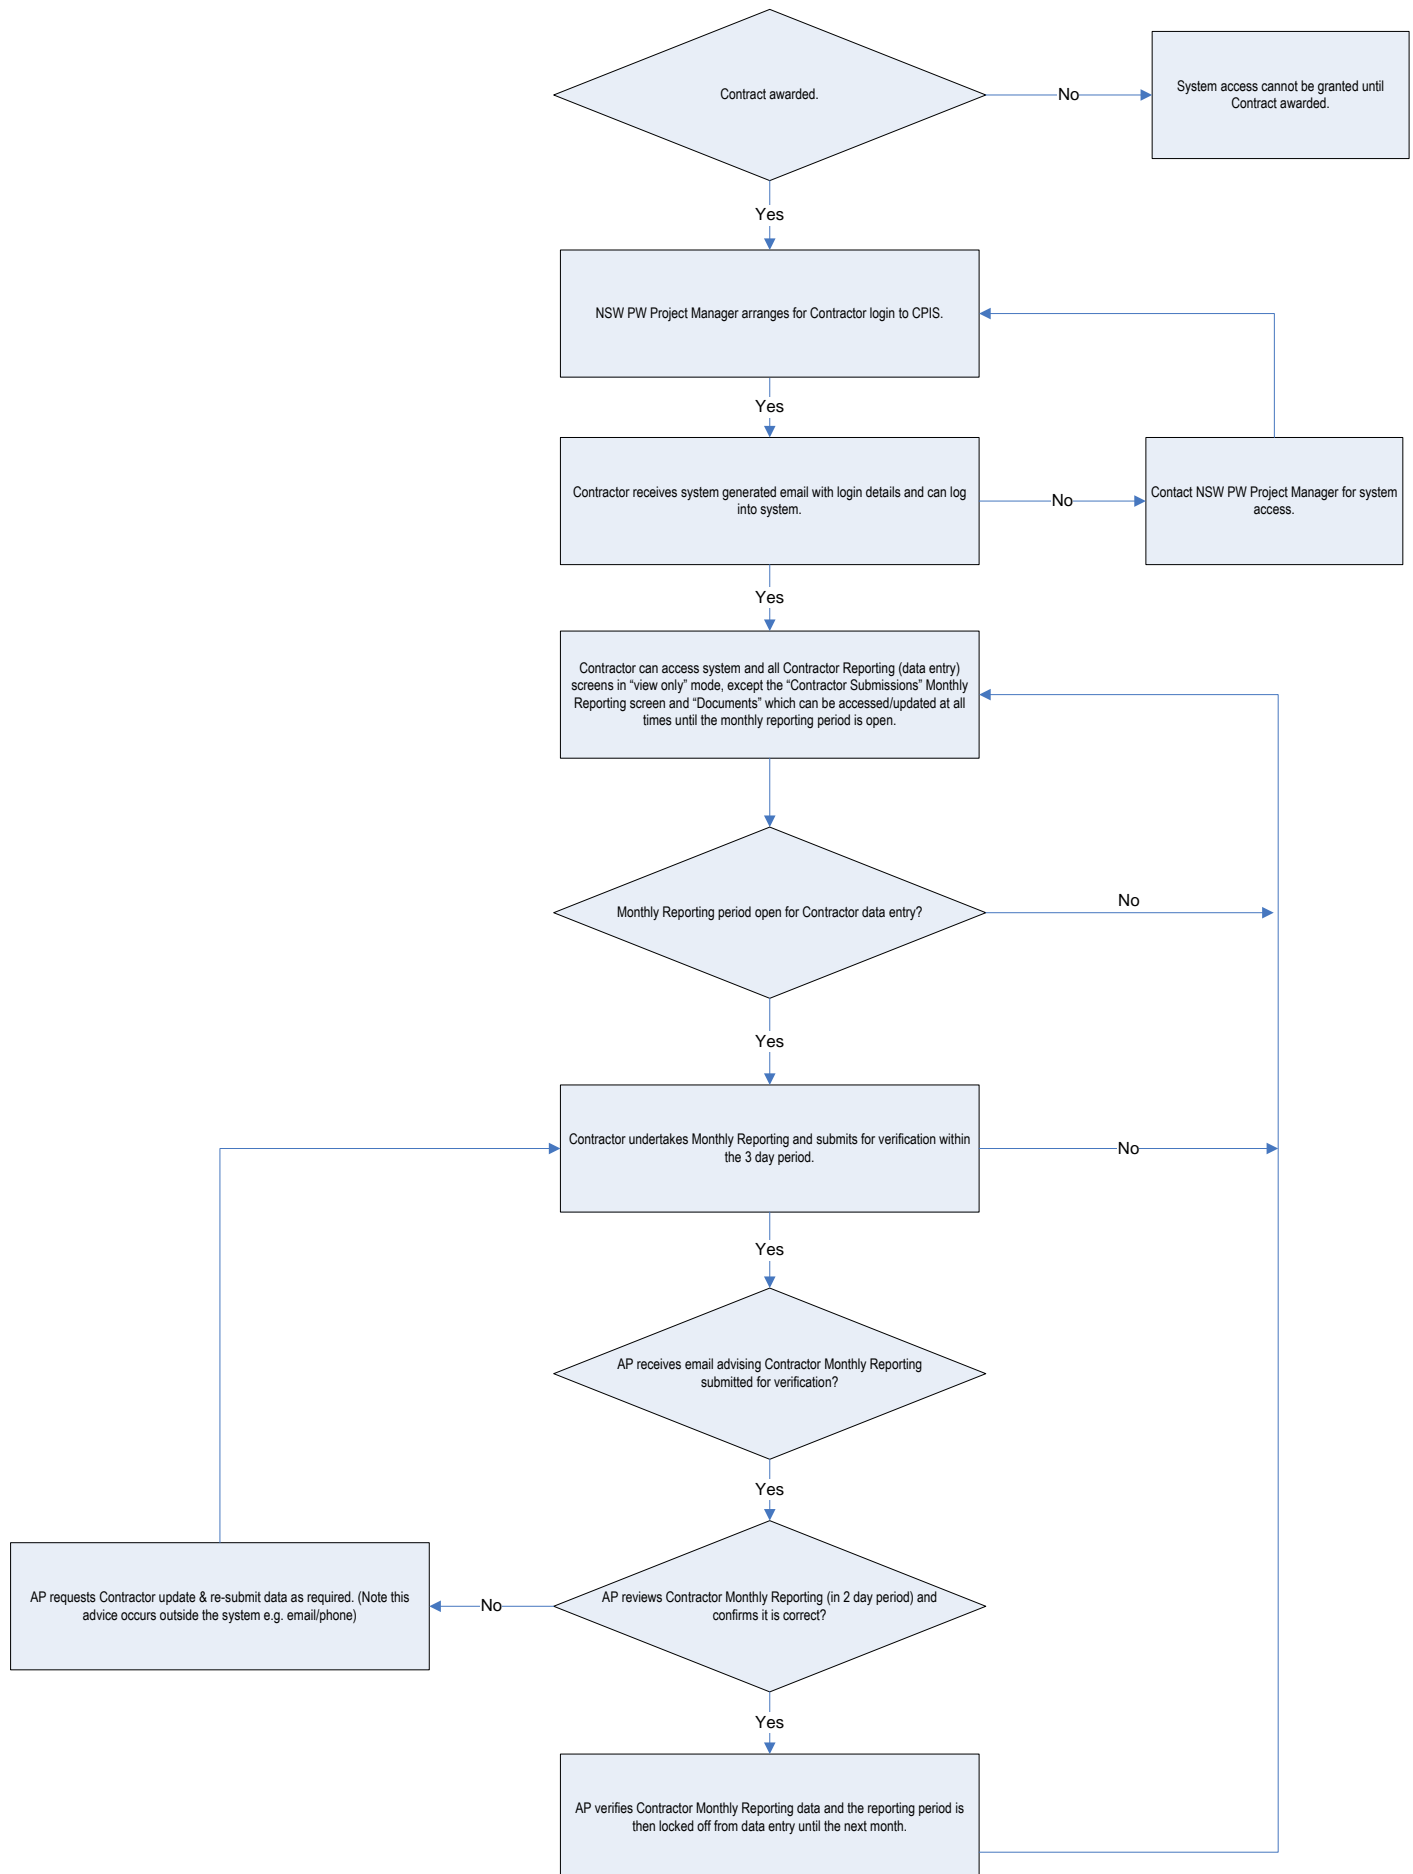 Contract awarded.
No
System access cannot be granted until
Contract awarded.
Yes
NSW PW Project Manager arranges for Contractor login to CPIS.
Yes
Contractor receives system generated email with login details and can log
into system.
No
Contact NSW PW Project Manager for system
access.
Yes
Contractor can access system and all Contractor Reporting (data entry)
screens in “view only” mode, except the “Contractor Submissions” Monthly
Reporting screen and “Documents” which can be accessed/updated at all
times until the monthly reporting period is open.
Monthly Reporting period open for Contractor data entry?
No
Yes
Contractor undertakes Monthly Reporting and submits for verification within
the 3 day period.
No
Yes
AP receives email advising Contractor Monthly Reporting
submitted for verification?
Yes
AP requests Contractor update & re-submit data as required. (Note this
advice occurs outside the system e.g. email/phone)
No
AP reviews Contractor Monthly Reporting (in 2 day period) and
confirms it is correct?
Yes
AP verifies Contractor Monthly Reporting data and the reporting period is
then locked off from data entry until the next month.